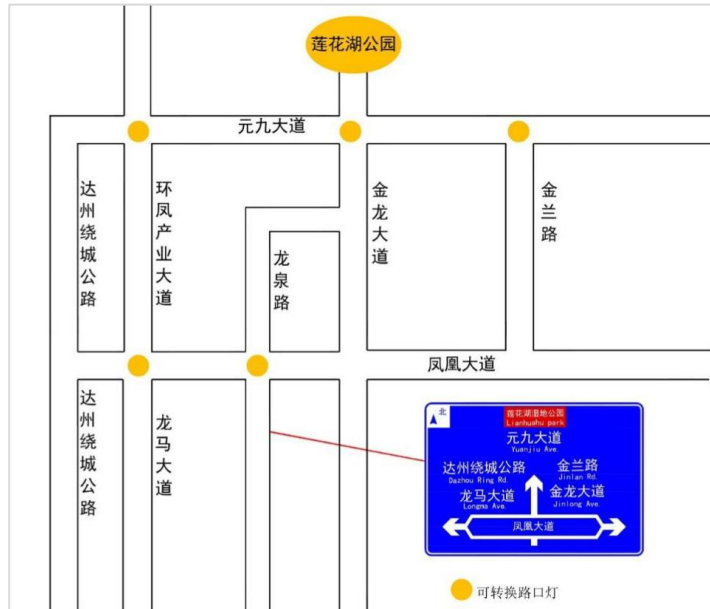 莲花湖公园
元九大道
达州绕城公路
环凤产业大道
龙泉路
金龙大道
金兰路
凤凰大道
达州绕城公路
龙马大道
北
莲花湖湿地公园
Lianhuahu park
元九大道
Yuanjiu Ave.
达州绕城公路
Dazhou Ring Rd.
金兰路
Jinlan Rd.
龙马大道
Longma Ave.
金龙大道
Jinlong Ave.
凤凰大道
可转换路口灯